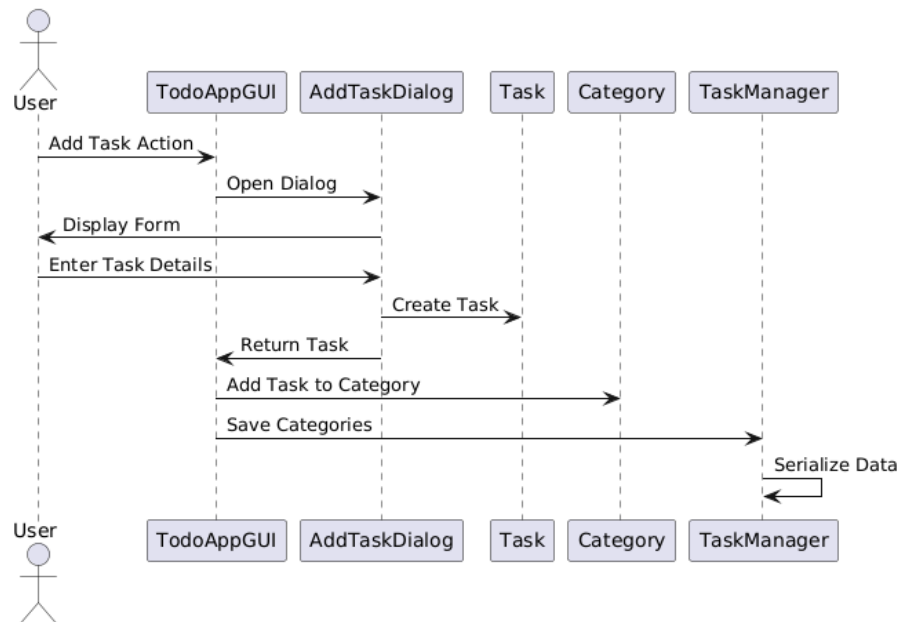 User
TodoAppGUI
AddTaskDialog
Task
Category
TaskManager
Add Task Action
Open Dialog
Display Form
Enter Task Details
Create Task
Return Task
Add Task to Category
Save Categories
Serialize Data
User
TodoAppGUI
AddTaskDialog
Task
Category
TaskManager